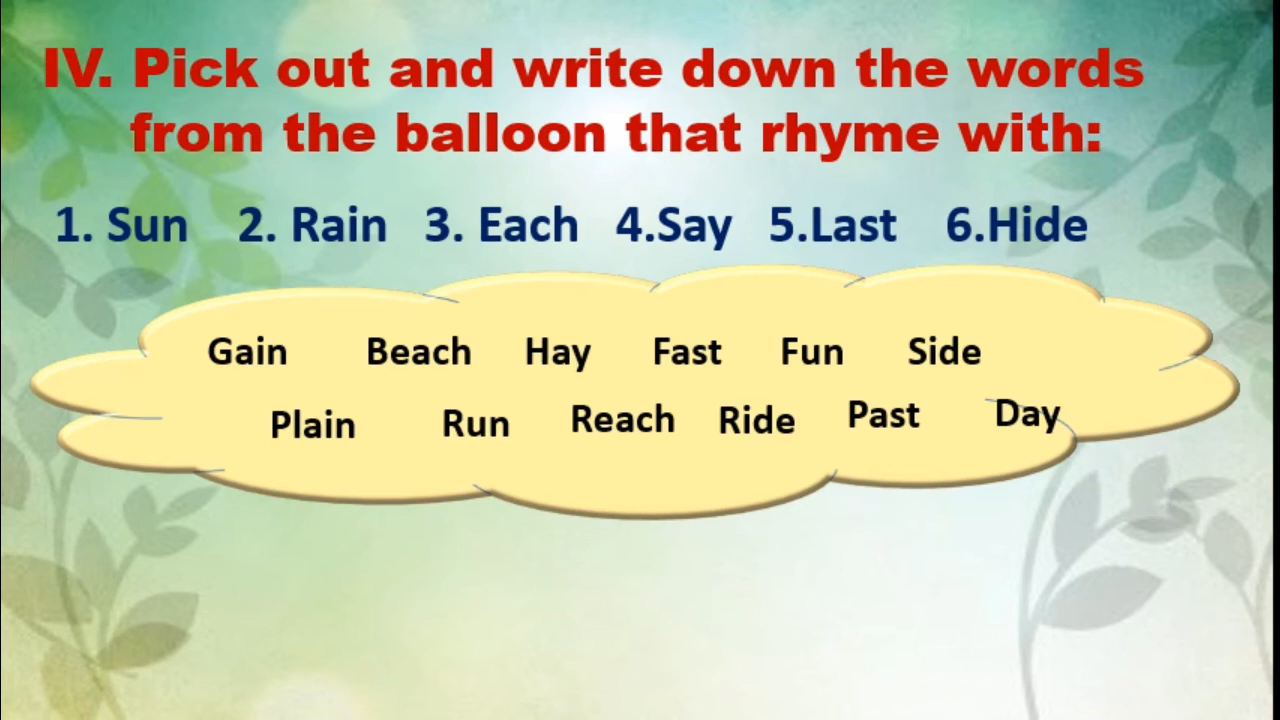 IV. Pick out and write down the words
from the balloon that rhyme with:
1. Sun 2. Rain 3. Each 4.Say 5.Last 6.Hide
Gain Beach Hay Fast Fun Side
Plain Run Reach Ride Past Day